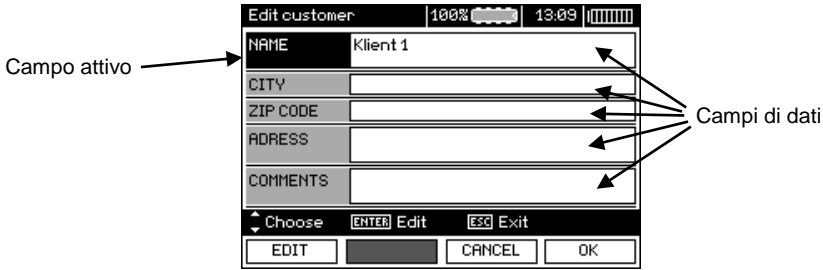 Edit customer 100% 13:09
NAME Klient 1
Campo attivo
CITY
ZIP CODE
Campi di dati
ADRESS
COMMENTS
Choose ENTER Edit ESC Exit
EDIT CANCEL OK